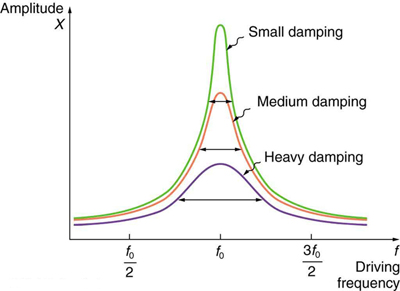 Amplitude
X
Small damping
Medium damping
Heavy damping
f₀/2
f₀
3f₀/2
f
Driving
frequency